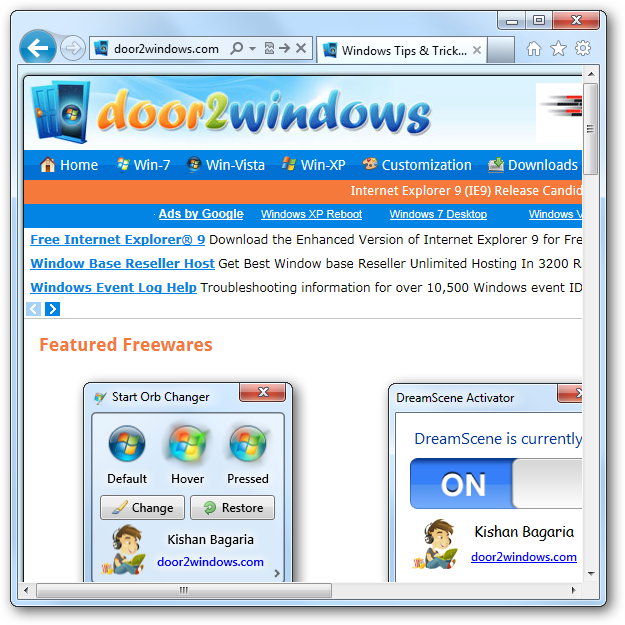 door2windows.com
Windows Tips & Trick...
door2windows
Home Win-7 Win-Vista Win-XP Customization Downloads
Internet Explorer 9 (IE9) Release Candid
Ads by Google Windows XP Reboot Windows 7 Desktop Windows V
Free Internet Explorer® 9 Download the Enhanced Version of Internet Explorer 9 for Fre
Window Base Reseller Host Get Best Window base Reseller Unlimited Hosting In 3200 R
Windows Event Log Help Troubleshooting information for over 10,500 Windows event ID
Featured Freewares
Start Orb Changer
Default Hover Pressed
Change Restore
Kishan Bagaria
door2windows.com
DreamScene Activator
DreamScene is currently
ON
Kishan Bagaria
door2windows.com